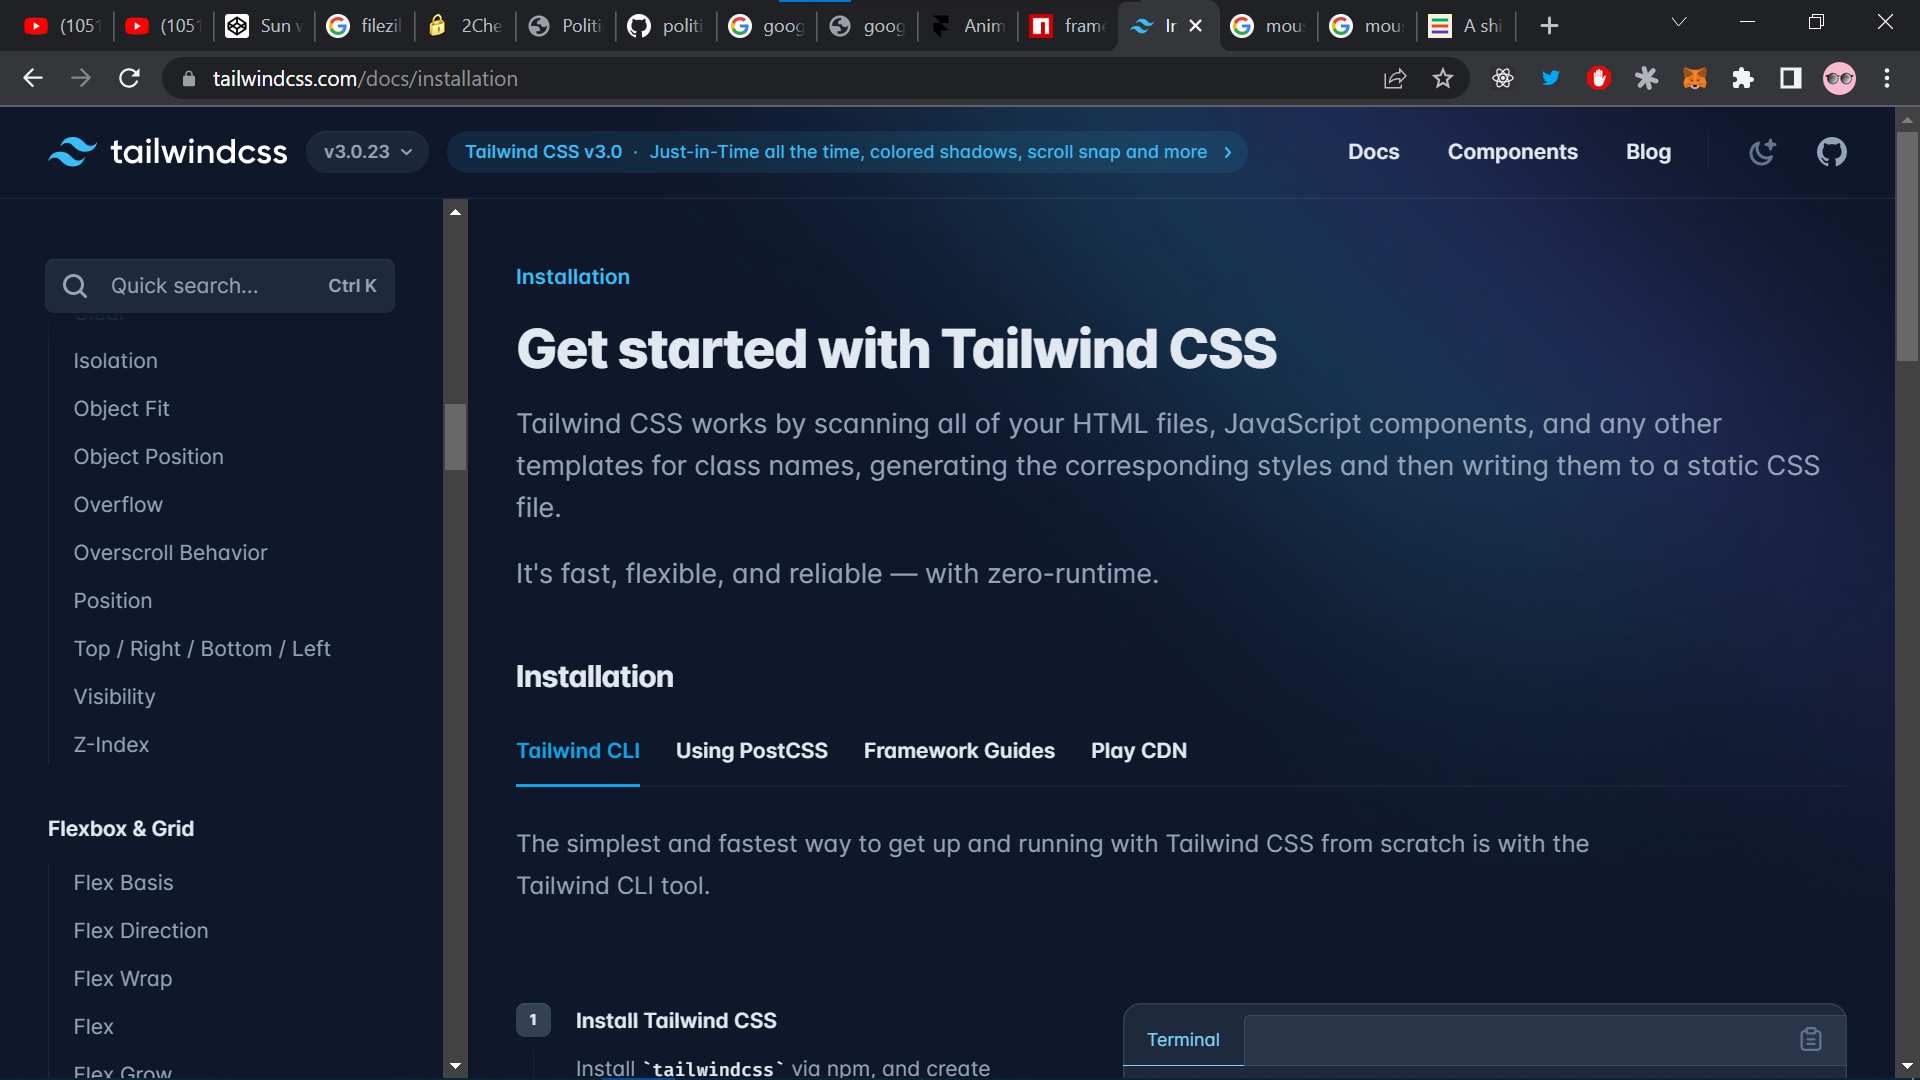 (1051
(1051
Sun w
filezil
2Che
Politi
politi
goog
goog
Anim
frame
In
mou
mou
A shi
tailwindcss.com/docs/installation
tailwindcss
v3.0.23
Tailwind CSS v3.0 · Just-in-Time all the time, colored shadows, scroll snap and more
Docs
Components
Blog
Quick search...
Ctrl K
Clear
Isolation
Object Fit
Object Position
Overflow
Overscroll Behavior
Position
Top / Right / Bottom / Left
Visibility
Z-Index
Flexbox & Grid
Flex Basis
Flex Direction
Flex Wrap
Flex
Flex Grow
Installation
Get started with Tailwind CSS
Tailwind CSS works by scanning all of your HTML files, JavaScript components, and any other
templates for class names, generating the corresponding styles and then writing them to a static CSS
file.
It's fast, flexible, and reliable — with zero-runtime.
Installation
Tailwind CLI
Using PostCSS
Framework Guides
Play CDN
The simplest and fastest way to get up and running with Tailwind CSS from scratch is with the
Tailwind CLI tool.
1
Install Tailwind CSS
Install `tailwindcss` via npm, and create
Terminal